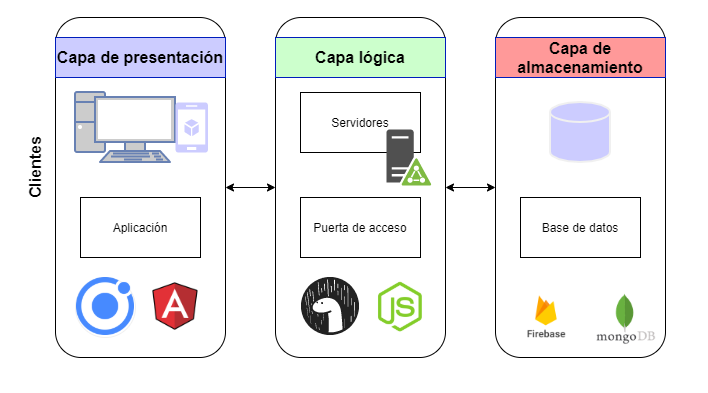 Clientes
Capa de presentación
Aplicación
A
Capa lógica
Servidores
Puerta de acceso
JS
Capa de
almacenamiento
Base de datos
Firebase
mongoDB